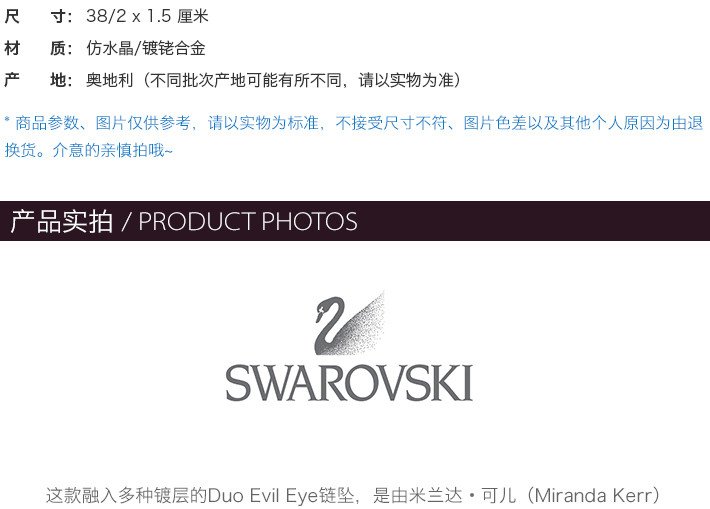 尺 寸： 38/2 x 1.5 厘米
材 质： 仿水晶/镀铑合金
产 地： 奥地利（不同批次产地可能有所不同，请以实物为准）
* 商品参数、图片仅供参考，请以实物为标准，不接受尺寸不符、图片色差以及其他个人原因为由退
换货。介意的亲慎拍哦~
产品实拍 / PRODUCT PHOTOS
SWAROVSKI
这款融入多种镀层的Duo Evil Eye链坠，是由米兰达·可儿（Miranda Kerr）